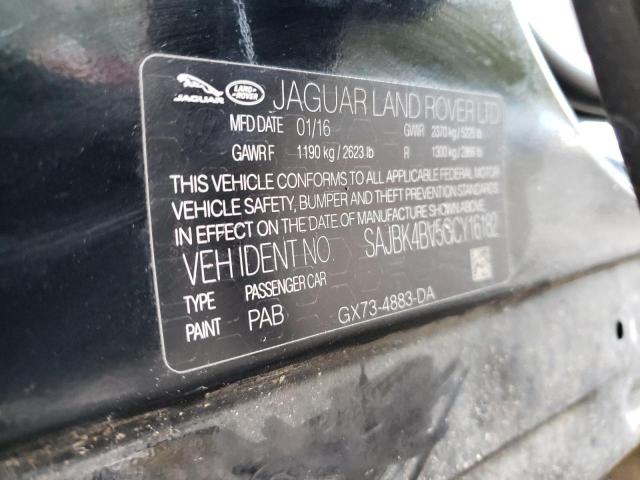 JAGUAR
LAND ROVER
JAGUAR LAND ROVER LTD
MFD DATE 01/16 GVWR 2370 kg / 5225 lb
GAWR F 1190 kg / 2623 lb R 1300 kg / 2866 lb
THIS VEHICLE CONFORMS TO ALL APPLICABLE FEDERAL MOTOR
VEHICLE SAFETY, BUMPER AND THEFT PREVENTION STANDARDS
IN EFFECT ON THE DATE OF MANUFACTURE SHOWN ABOVE.
VEH IDENT NO SAJBK4BV5GCY16182
TYPE PASSENGER CAR
PAINT PAB GX73-4883-DA